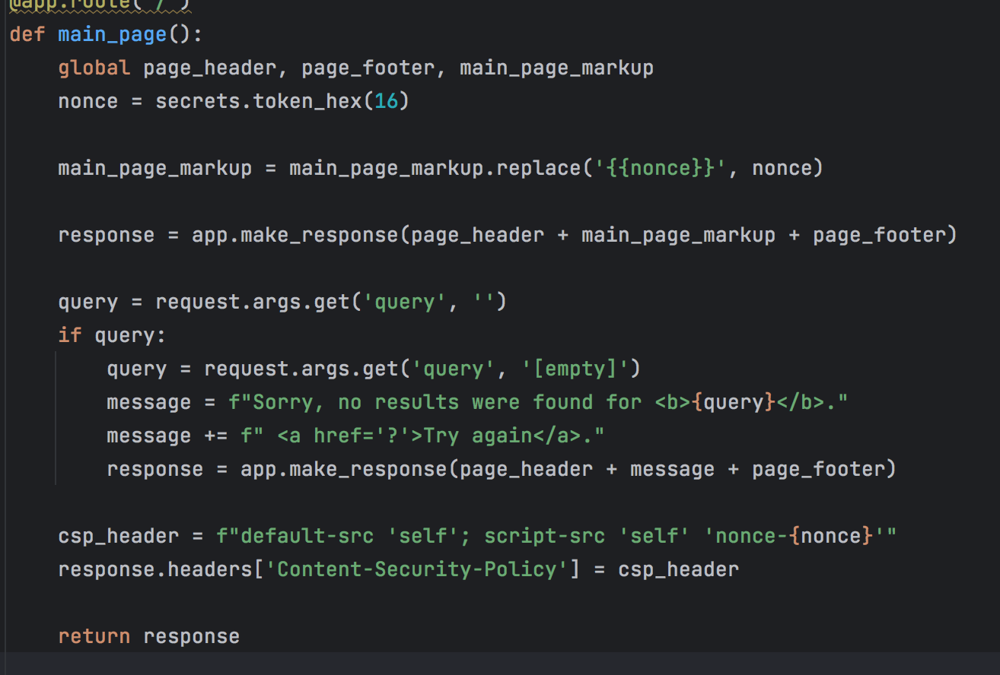 @app.route('/')
def main_page():
    global page_header, page_footer, main_page_markup
    nonce = secrets.token_hex(16)
    main_page_markup = main_page_markup.replace('{{nonce}}', nonce)
    response = app.make_response(page_header + main_page_markup + page_footer)
    query = request.args.get('query', '')
    if query:
        query = request.args.get('query', '[empty]')
        message = f"Sorry, no results were found for <b>{query}</b>."
        message += f" <a href='?'>Try again</a>."
        response = app.make_response(page_header + message + page_footer)
    csp_header = f"default-src 'self'; script-src 'self' 'nonce-{nonce}'"
    response.headers['Content-Security-Policy'] = csp_header
    return response